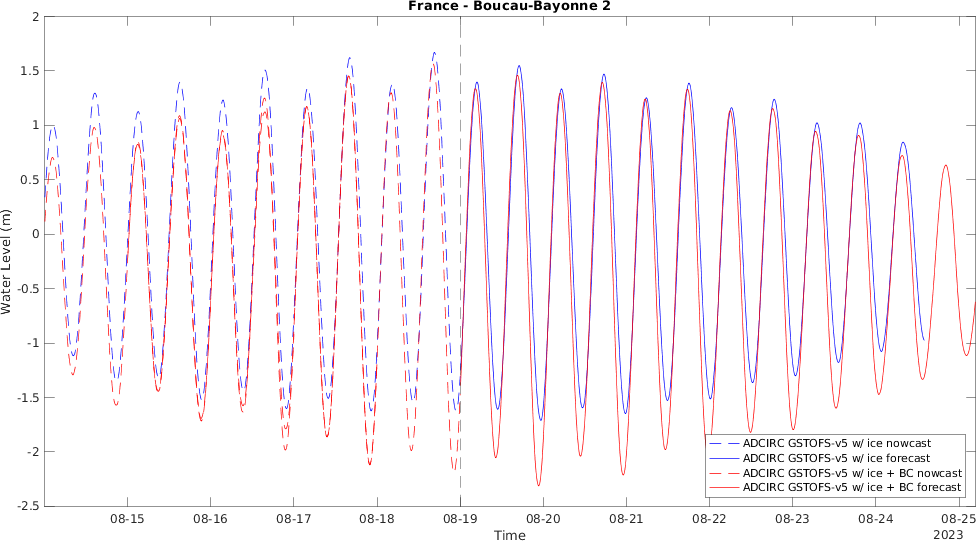 France - Boucau-Bayonne 2
2
1.5
1
0.5
0
-0.5
-1
-1.5
-2
-2.5
Water Level (m)
ADCIRC GSTOFS-v5 w/ ice nowcast
ADCIRC GSTOFS-v5 w/ ice forecast
ADCIRC GSTOFS-v5 w/ ice + BC nowcast
ADCIRC GSTOFS-v5 w/ ice + BC forecast
08-15 08-16 08-17 08-18 08-19 08-20 08-21 08-22 08-23 08-24 08-25
Time 2023